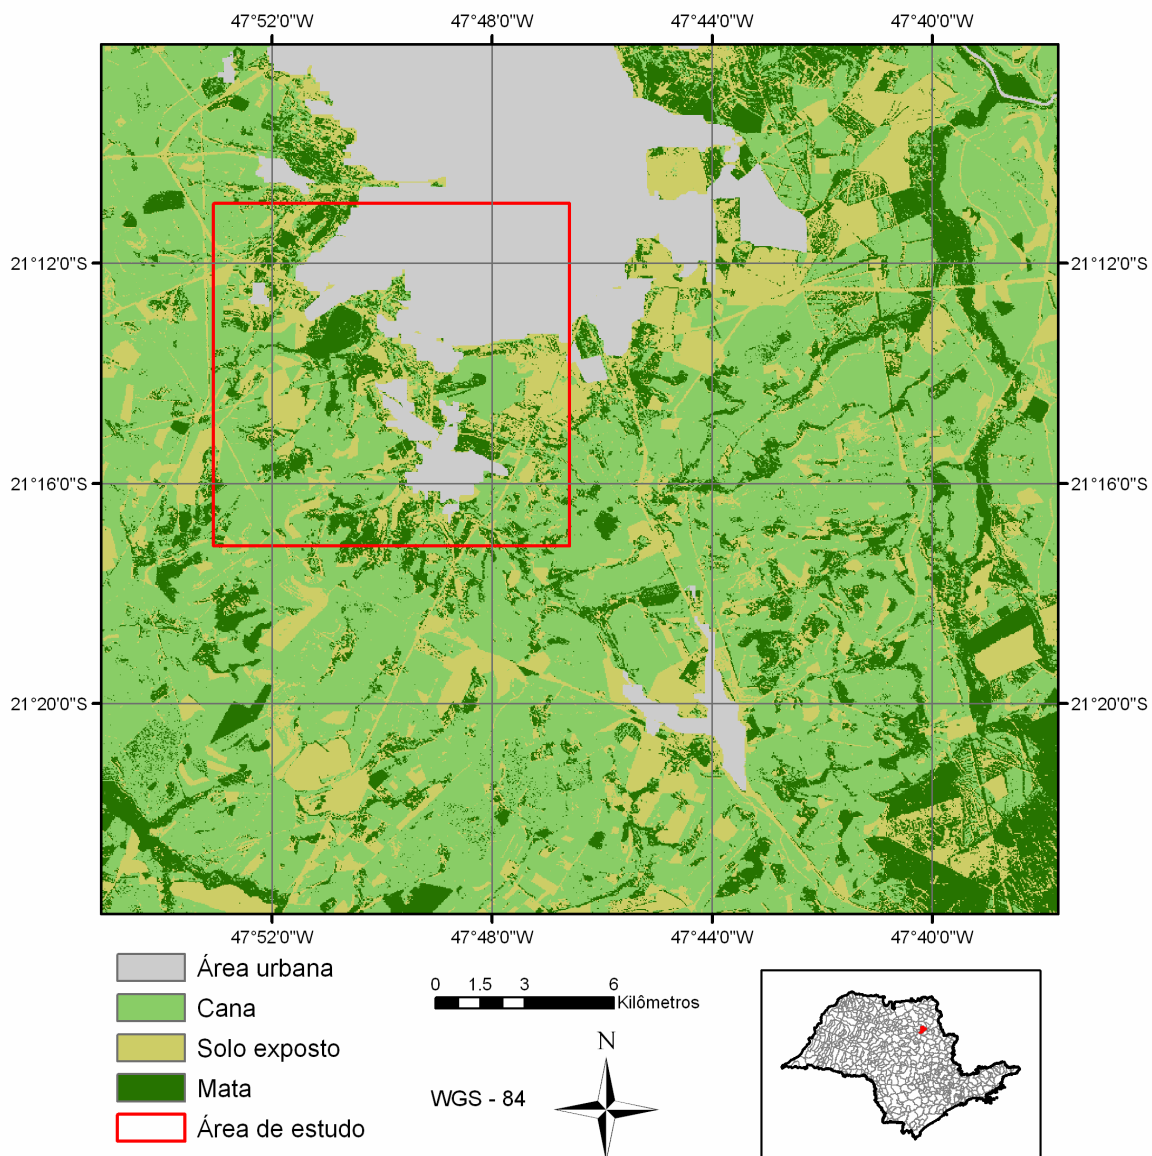 47°52'0"W 47°48'0"W 47°44'0"W 47°40'0"W
21°12'0"S 21°12'0"S
21°16'0"S 21°16'0"S
21°20'0"S 21°20'0"S
47°52'0"W 47°48'0"W 47°44'0"W 47°40'0"W
Área urbana
Cana
Solo exposto
Mata
Área de estudo
0 1.5 3 6
Kilômetros
N
WGS - 84